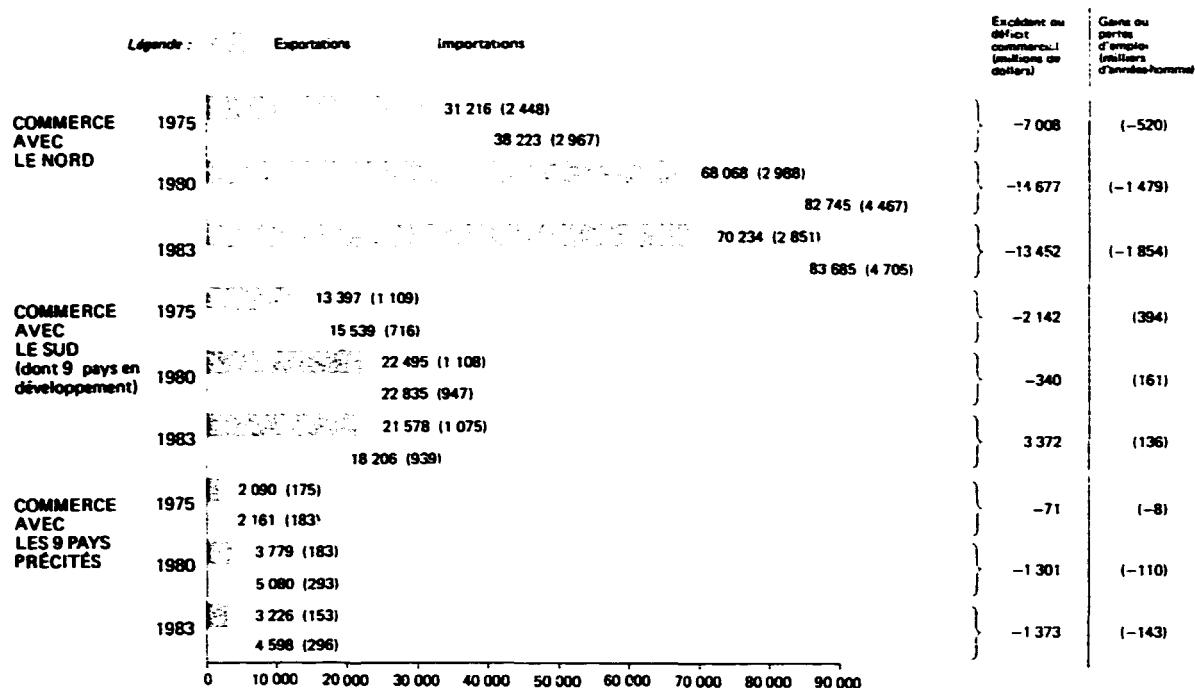 Légende : Exportations Importations
Excédent ou
déficit
commercial
(millions de
dollars)
Gains ou
pertes
d'emploi
(milliers
d'années-homme)
COMMERCE
AVEC
LE NORD
1975
31 216 (2 448)
38 223 (2 967)
−7 008 (−520)
1980
68 068 (2 988)
82 745 (4 467)
−14 677 (−1 479)
1983
70 234 (2 851)
83 685 (4 705)
−13 452 (−1 854)
COMMERCE
AVEC
LE SUD
(dont 9 pays en
développement)
1975
13 397 (1 109)
15 539 (716)
−2 142 (394)
1980
22 495 (1 108)
22 835 (947)
−340 (161)
1983
21 578 (1 075)
18 206 (939)
3 372 (136)
COMMERCE
AVEC
LES 9 PAYS
PRÉCITÉS
1975
2 090 (175)
2 161 (183)
−71 (−8)
1980
3 779 (183)
5 080 (293)
−1 301 (−110)
1983
3 226 (153)
4 598 (296)
−1 373 (−143)
0 10 000 20 000 30 000 40 000 50 000 60 000 70 000 80 000 90 000